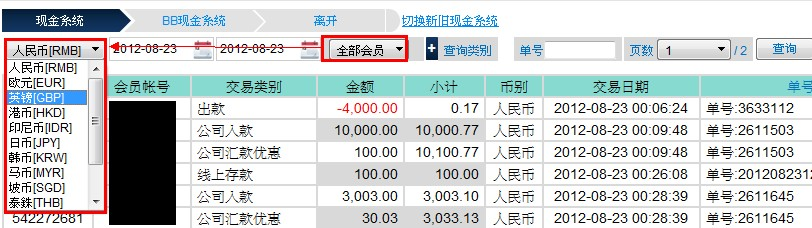 现金系统 BB现金系统 离开 切换新旧现金系统
人民币[RMB] 2012-08-23 2012-08-23 全部会员 + 查询类别 单号 页数 1 / 2 查询
人民币[RMB]
欧元[EUR]
英镑[GBP]
港币[HKD]
印尼币[IDR]
日币[JPY]
韩币[KRW]
马币[MYR]
坡币[SGD]
泰铢[THB]
会员帐号 交易类别 金额 小计 币别 交易日期 单号
出款 -4,000.00 0.17 人民币 2012-08-23 00:06:24 单号:3633112
公司入款 10,000.00 10,000.77 人民币 2012-08-23 00:09:48 单号:2611503
公司汇款优惠 100.00 10,100.77 人民币 2012-08-23 00:09:48 单号:2611503
线上存款 100.00 100.10 人民币 2012-08-23 00:26:08 单号:2012082312
公司入款 3,003.00 3,003.10 人民币 2012-08-23 00:28:39 单号:2611645
542272681 公司汇款优惠 30.03 3,033.13 人民币 2012-08-23 00:28:39 单号:2611645